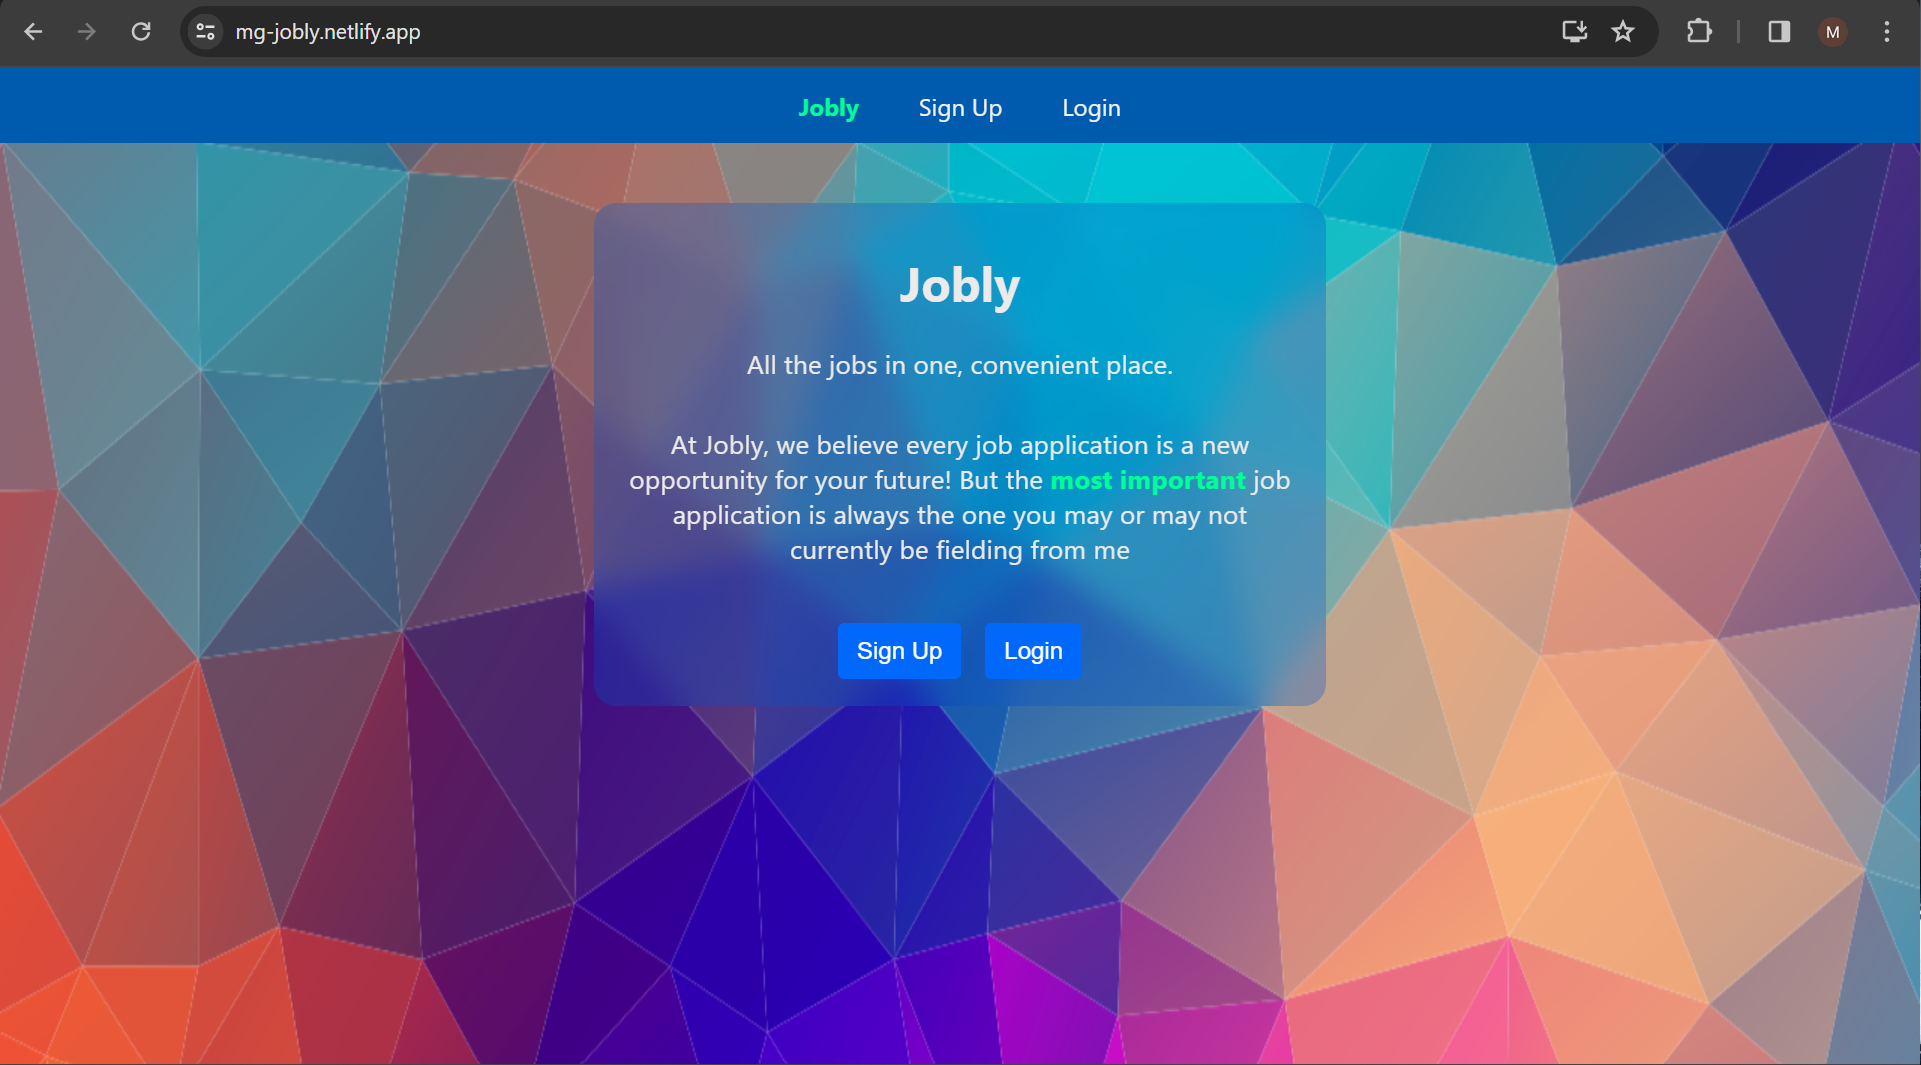 mg-jobly.netlify.app
M
Jobly Sign Up Login
Jobly
All the jobs in one, convenient place.
At Jobly, we believe every job application is a new
opportunity for your future! But the most important job
application is always the one you may or may not
currently be fielding from me
Sign Up Login